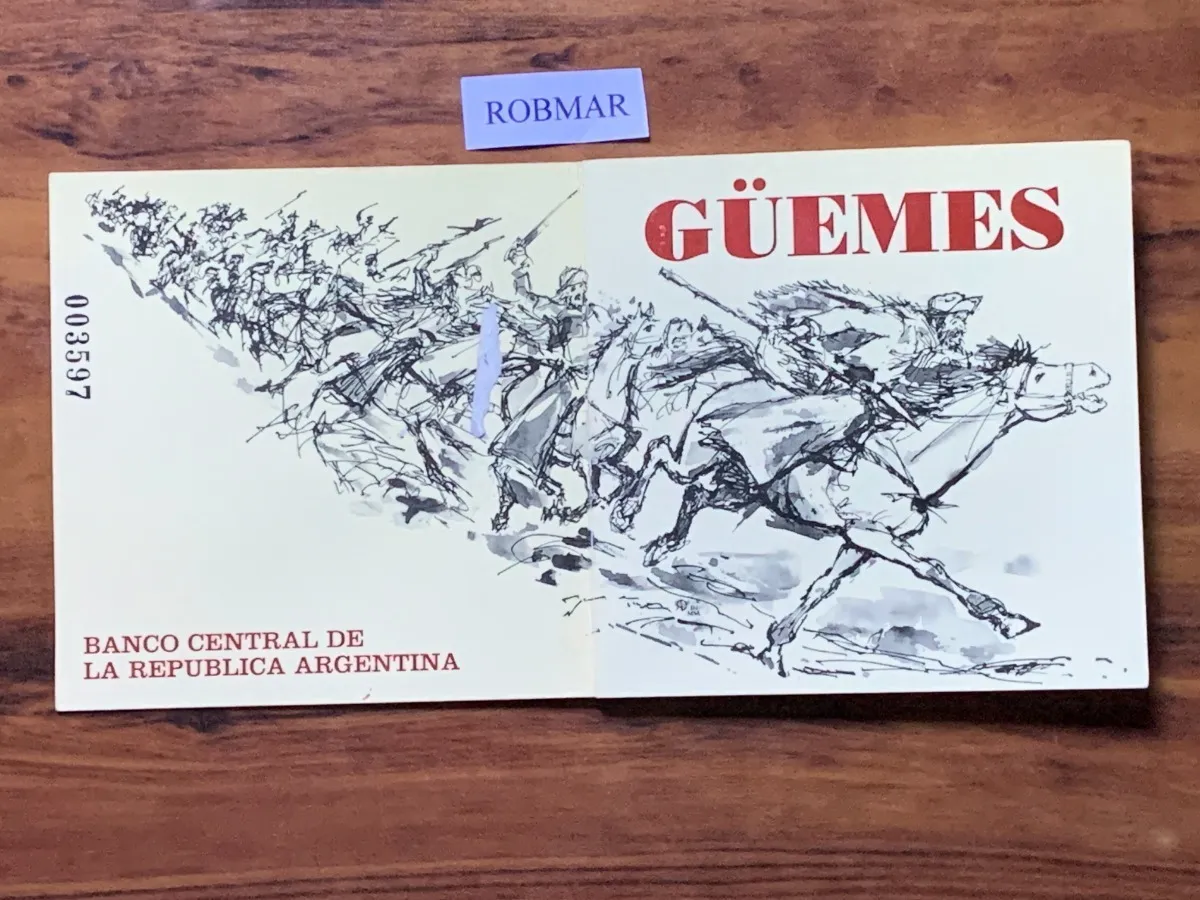 ROBMAR
GÜEMES
003597
BANCO CENTRAL DE
LA REPUBLICA ARGENTINA